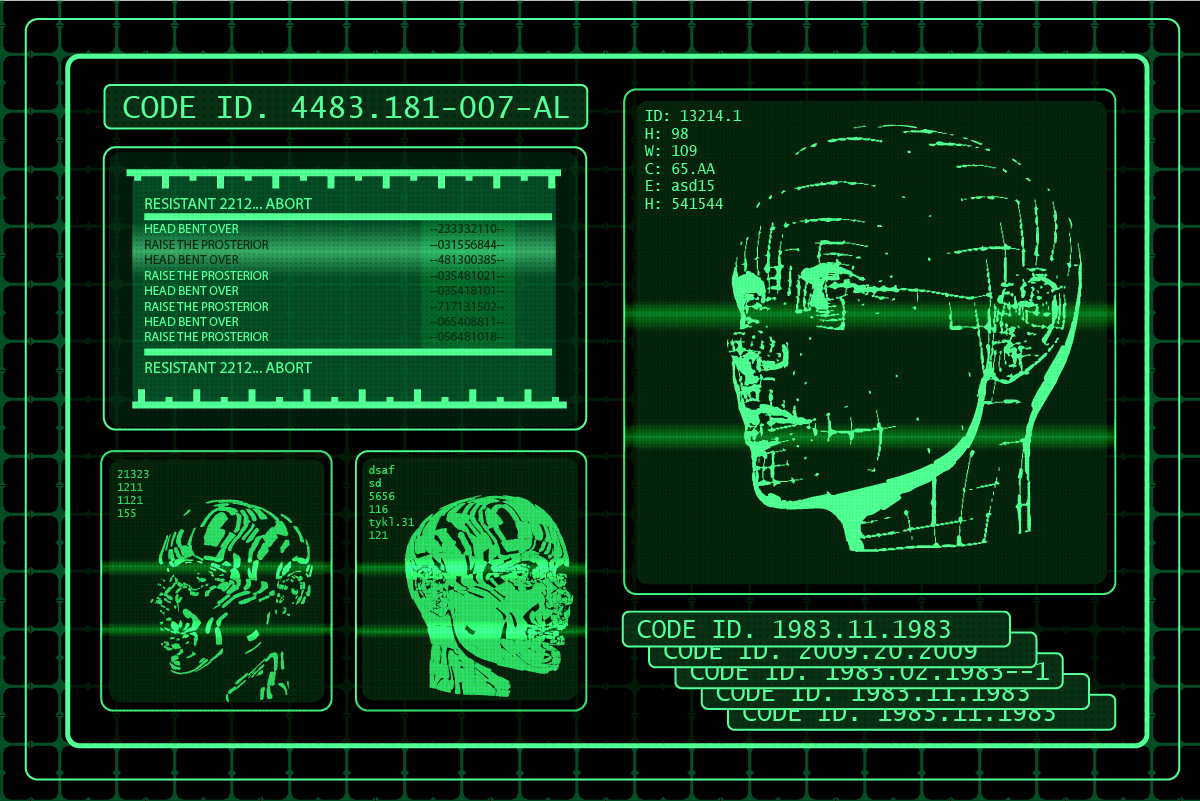 CODE ID. 4483.181-007-AL
RESISTANT 2212... ABORT
HEAD BENT OVER --233332110--
RAISE THE PROSTERIOR --031556844--
HEAD BENT OVER --481300385--
RAISE THE PROSTERIOR --035481021--
HEAD BENT OVER --035418101--
RAISE THE PROSTERIOR --717131502--
HEAD BENT OVER --065408811--
RAISE THE PROSTERIOR --056481018--
RESISTANT 2212... ABORT
21323
1211
1121
155
dsaf
sd
5656
116
tykl.31
121
ID: 13214.1
H: 98
W: 109
C: 65.AA
E: asd15
H: 541544
CODE ID. 1983.11.1983
CODE ID. 2009.20.2009
CODE ID. 1983.02.1983--1
CODE ID. 1983.11.1983
CODE ID. 1983.11.1983